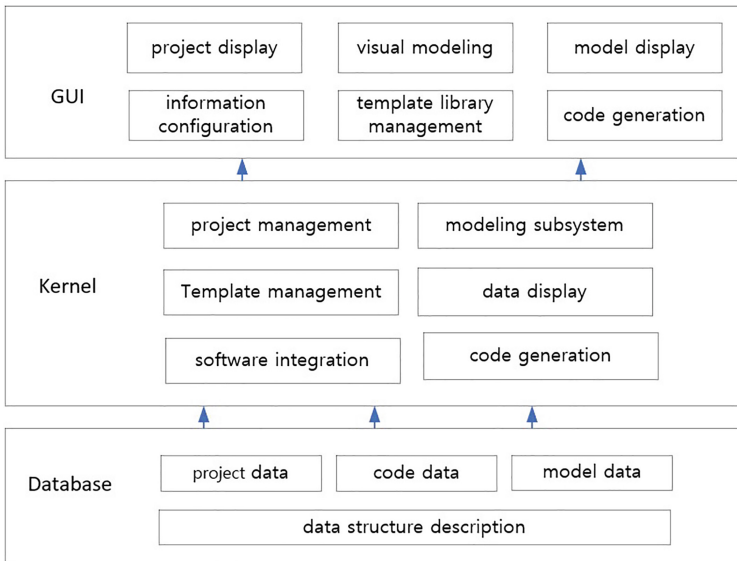 project display
visual modeling
model display
GUI
information
configuration
template library
management
code generation
project management
modeling subsystem
Kernel
Template management
data display
software integration
code generation
project data
code data
model data
Database
data structure description